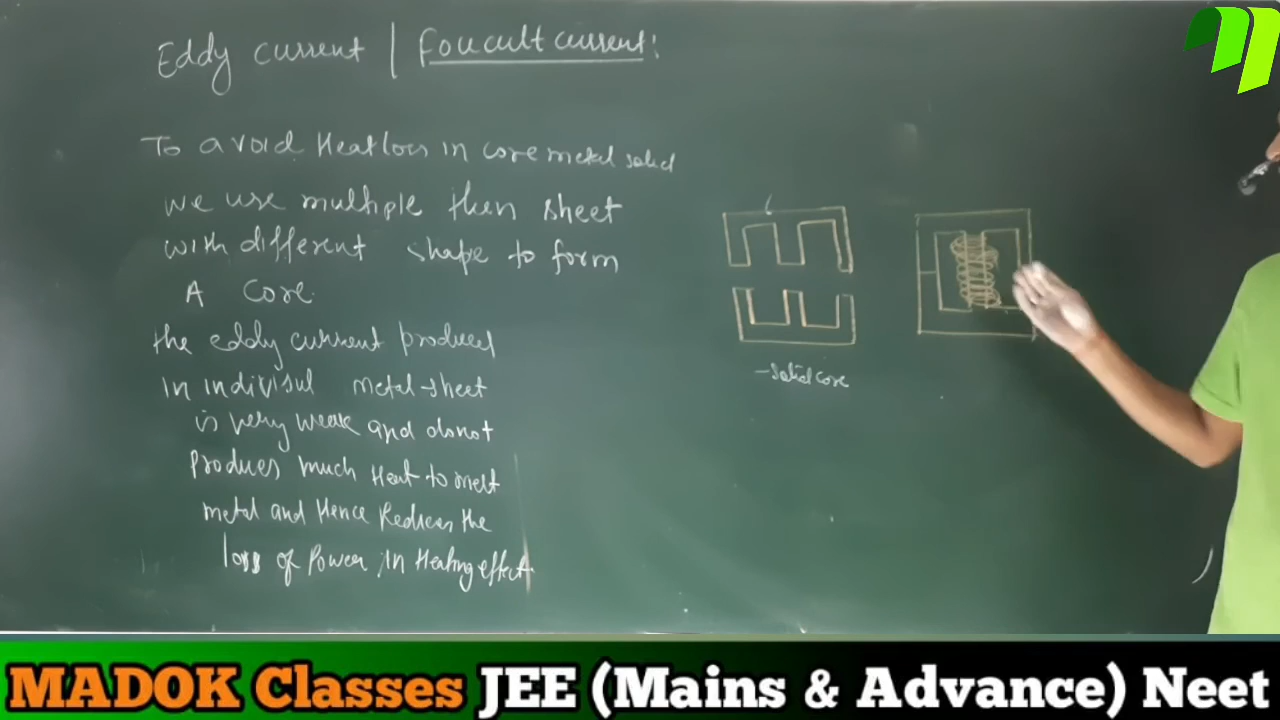 Eddy current | Foucult current:
To avoid Heat loss in core metal solid
we use multiple then sheet
with different shape to form
A Core.
the eddy current produced
in indivisul metal sheet
is very weak and donot
Produces much Heat to melt
metal and Hence Reduces the
loss of Power in Heating effect.
- Solid core
MADOK Classes JEE (Mains & Advance) Neet